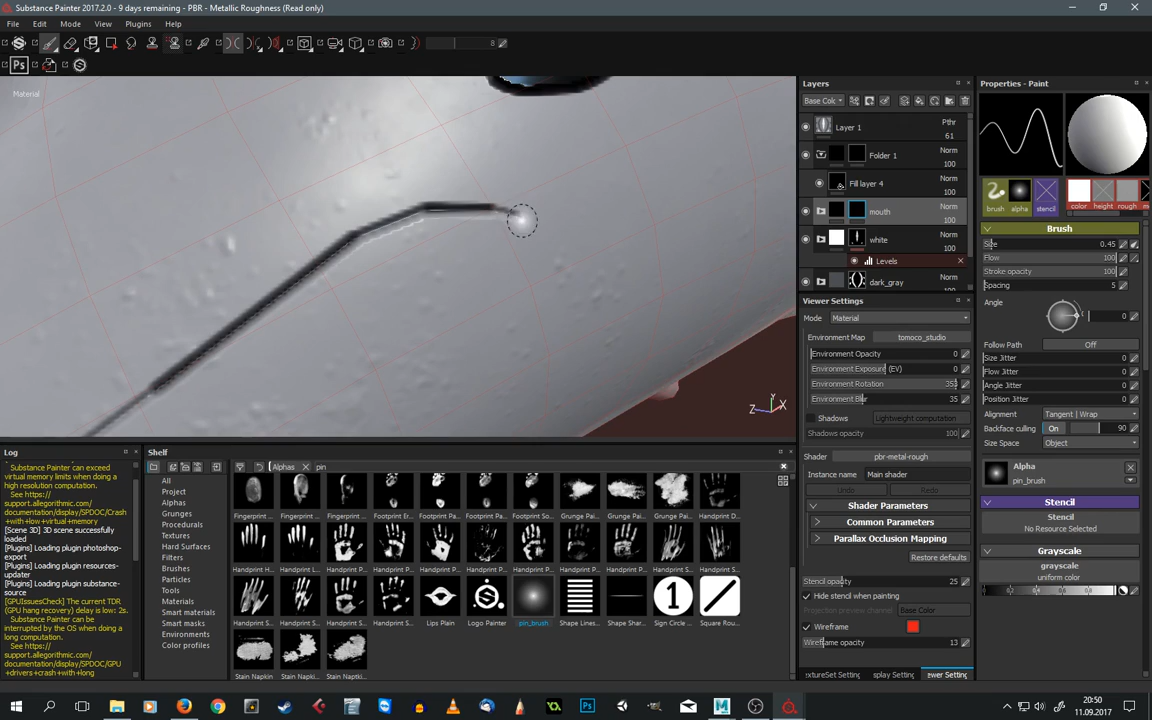 Substance Painter 2017.2.0 - 9 days remaining - PBR - Metallic Roughness (Read only)
File Edit Mode View Plugins Help
8
Ps
Material
Z Y X
Layers
Base Col
Layer 1 Pthr 61
Folder 1 Norm 100
Fill layer 4 Norm 100
mouth Norm 100
white Norm 100
Levels
dark_gray Norm 100
Viewer Settings
Mode Material
Environment Map tomoco_studio
Environment Opacity 0
Environment Exposure (EV) 0
Environment Rotation 355
Environment Blur 35
Shadows Lightweight computation
Shadows opacity 100
Shader pbr-metal-rough
Instance name Main shader
Undo Redo
Shader Parameters
Common Parameters
Parallax Occlusion Mapping
Restore defaults
Stencil opacity 25
Hide stencil when painting
Projection preview channel Base Color
Wireframe
Wireframe opacity 13
extureSet Setting splay Setting ewer Setting
Properties - Paint
brush alpha stencil color height rough m
Brush
Size 0.45
Flow 100
Stroke opacity 100
Spacing 5
Angle 0
Follow Path Off
Size Jitter 0
Flow Jitter 0
Angle Jitter 0
Position Jitter 0
Alignment Tangent | Wrap
Backface culling On 90
Size Space Object
Alpha
pin_brush
Stencil
Stencil
No Resource Selected
Grayscale
grayscale
uniform color
Log
Substance Painter can
exceed your system
virtual memory limits when doing a
high resolution computation.
See https://
support.allegorithmic.com/
documentation/display/SPDOC/Crash
+with+low+virtual+memory
[Scene 3D] 3D scene successfully
loaded
[Plugins] Loading plugin photoshop-
export
[Plugins] Loading plugin resources-
updater
[Plugins] Loading plugin substance-
source
[GPUIssuesCheck] The current TDR
(GPU hang recovery) delay is low: 2s.
Substance Painter can be
interrupted by the OS when doing a
long computation.
See https://
support.allegorithmic.com/
documentation/display/SPDOC/GPU
+drivers+crash+with+long
Shelf
Alphas pin
All
Project
Alphas
Grunges
Procedurals
Textures
Hard Surfaces
Filters
Brushes
Particles
Tools
Materials
Smart materials
Smart masks
Environments
Color profiles
Fingerprint ... Fingerprint ... Fingerprint ... Footprint Er... Footprint Pa... Footprint Pa... Footprint So... Grunge Pai... Grunge Pai... Grunge Pai... Handprint D...
Handprint H... Handprint L... Handprint P... Handprint P... Handprint P... Handprint P... Handprint P... Handprint P... Handprint P... Handprint S... Handprint S...
Handprint S... Handprint S... Handprint S... Handprint S... Lips Plain Logo Painter pin_brush Shape Lines... Shape Shar... Sign Circle ... Square Rou...
Stain Napkin Stain Napki... Stain Napki...
20:50
11.09.2017